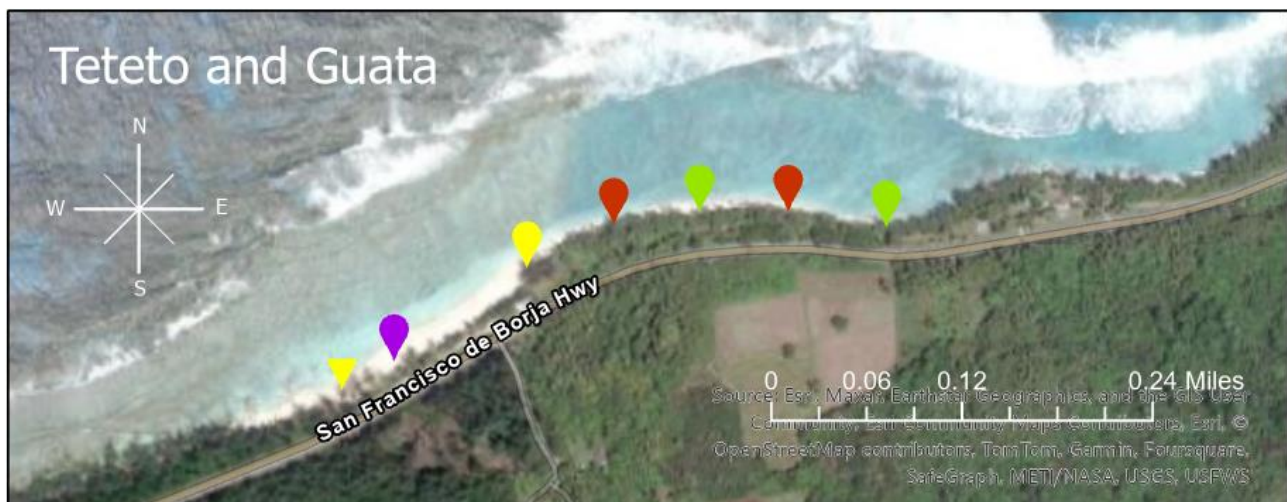 Teteto and Guata
N
W E
S
San Francisco de Borja Hwy
0 0.06 0.12 0.24 Miles
Source: Esri, Maxar, Earthstar Geographics, and the GIS User
Community, Esri Community Maps Contributors, Esri, ©
OpenStreetMap contributors, TomTom, Garmin, Foursquare,
SafeGraph, METI/NASA, USGS, USFWS